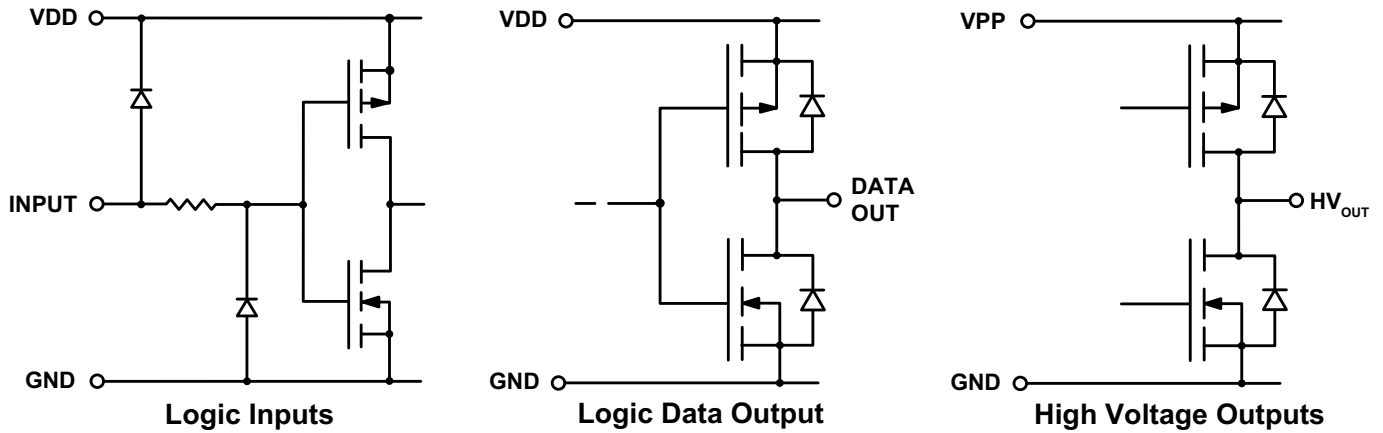 VDD
INPUT
GND
Logic Inputs
VDD
DATA
OUT
GND
Logic Data Output
VPP
HVOUT
GND
High Voltage Outputs